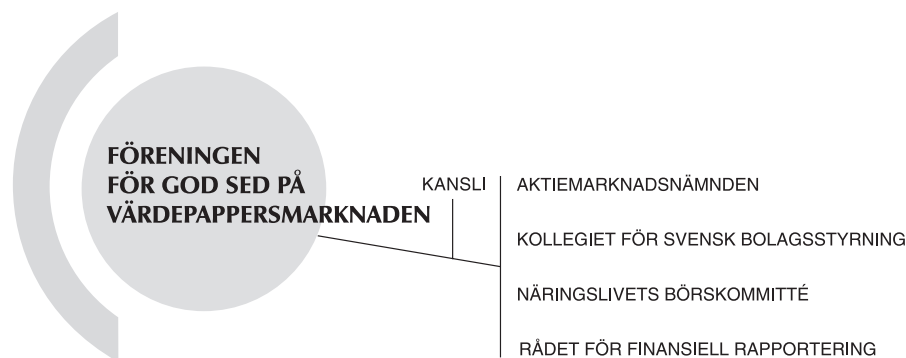 FÖRENINGEN
FÖR GOD SED PÅ
VÄRDEPAPPERSMARKNADEN
KANSLI
AKTIEMARKNADSNÄMNDEN
KOLLEGIET FÖR SVENSK BOLAGSSTYRNING
NÄRINGSLIVETS BÖRSKOMMITTÉ
RÅDET FÖR FINANSIELL RAPPORTERING